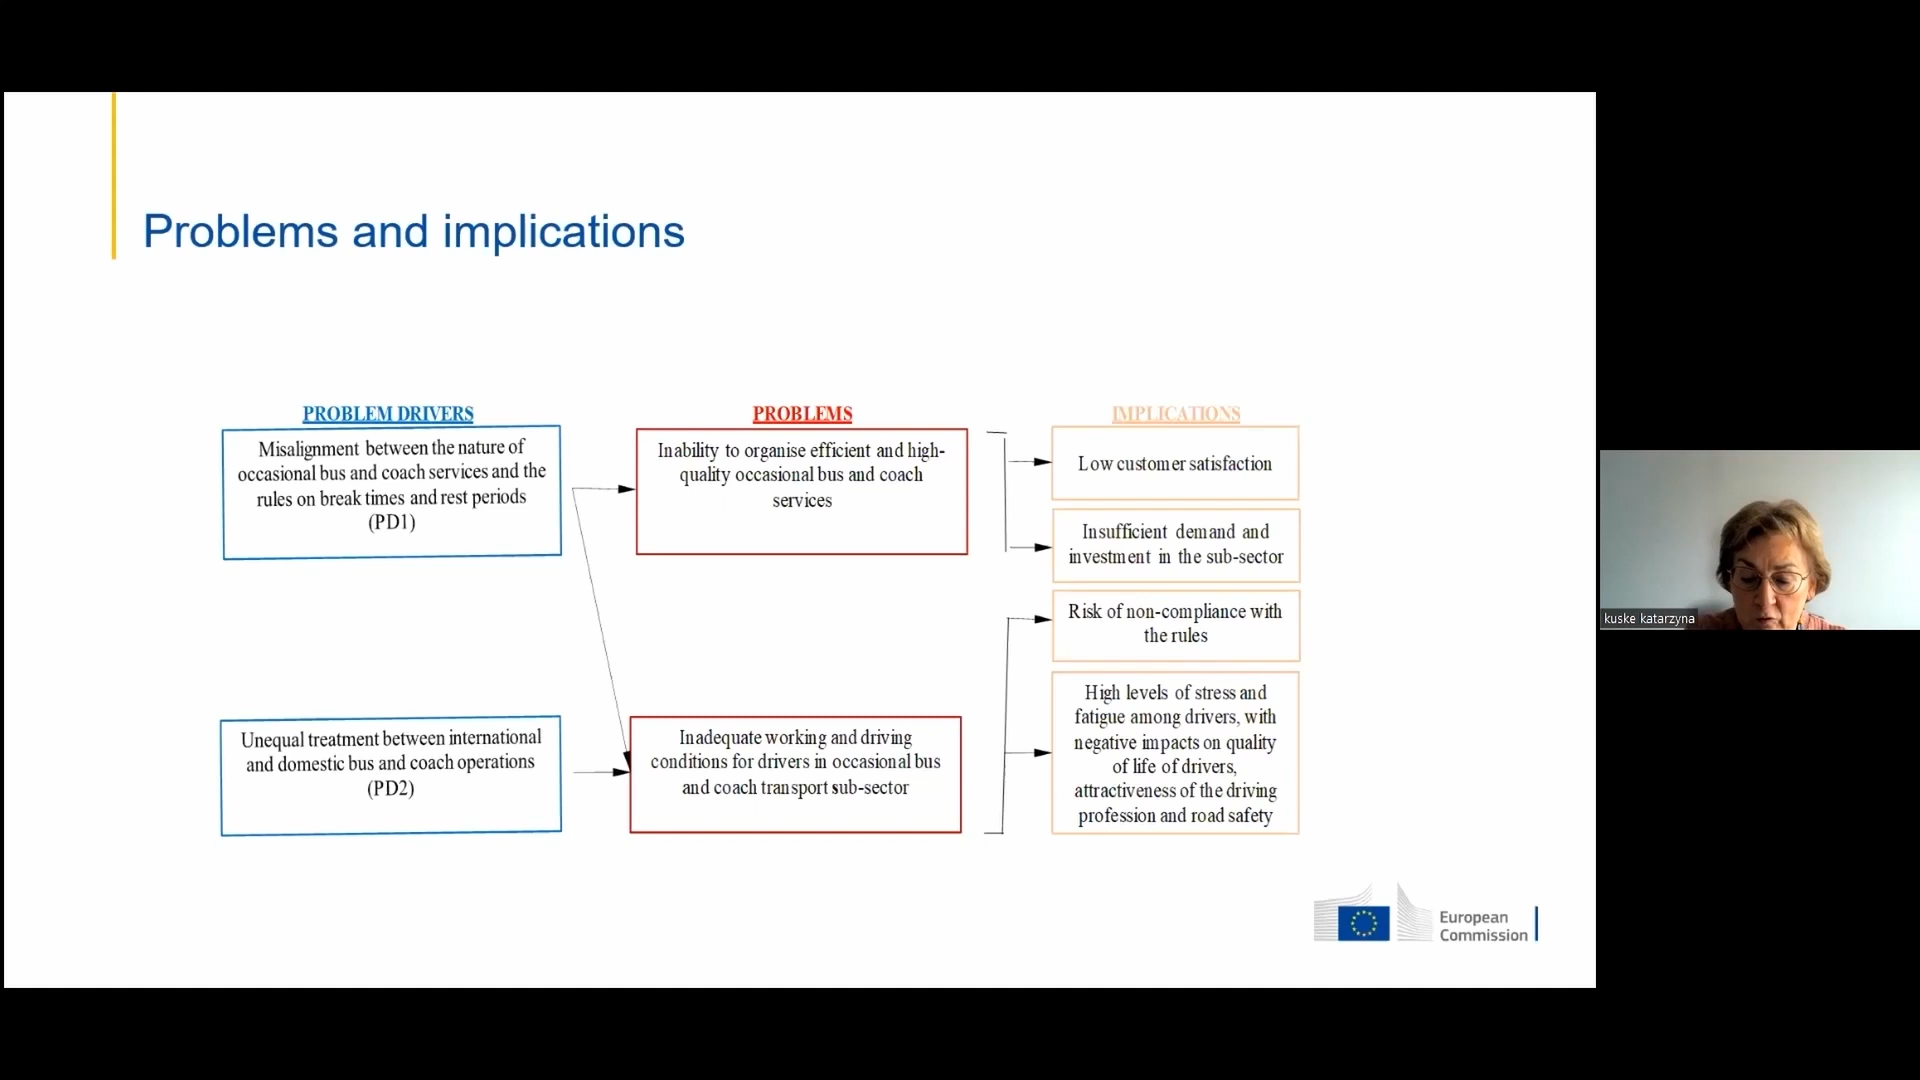 Problems and implications
PROBLEM DRIVERS
Misalignment between the nature of
occasional bus and coach services and the
rules on break times and rest periods
(PD1)
Unequal treatment between international
and domestic bus and coach operations
(PD2)
PROBLEMS
Inability to organise efficient and high-
quality occasional bus and coach
services
Inadequate working and driving
conditions for drivers in occasional bus
and coach transport sub-sector
IMPLICATIONS
Low customer satisfaction
Insufficient demand and
investment in the sub-sector
Risk of non-compliance with
the rules
High levels of stress and
fatigue among drivers, with
negative impacts on quality
of life of drivers,
attractiveness of the driving
profession and road safety
European
Commission
kuske katarzyna